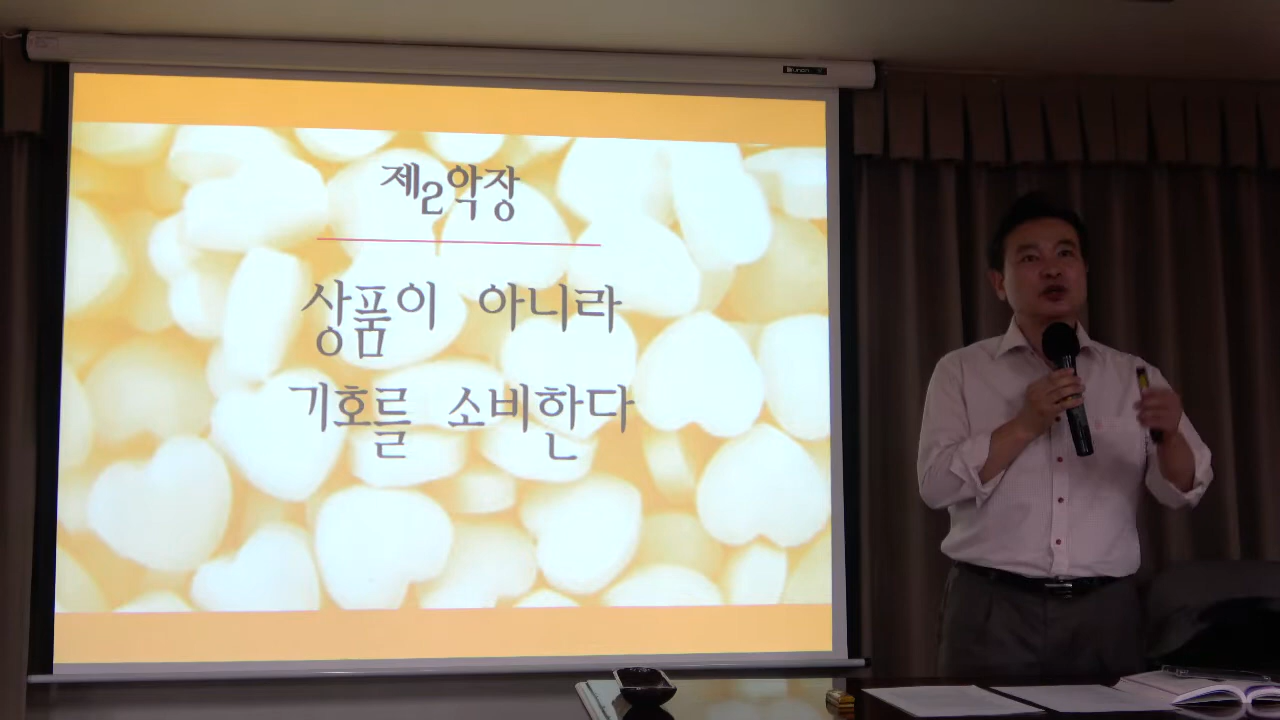 제2악장
상품이 아니라
기호를 소비한다